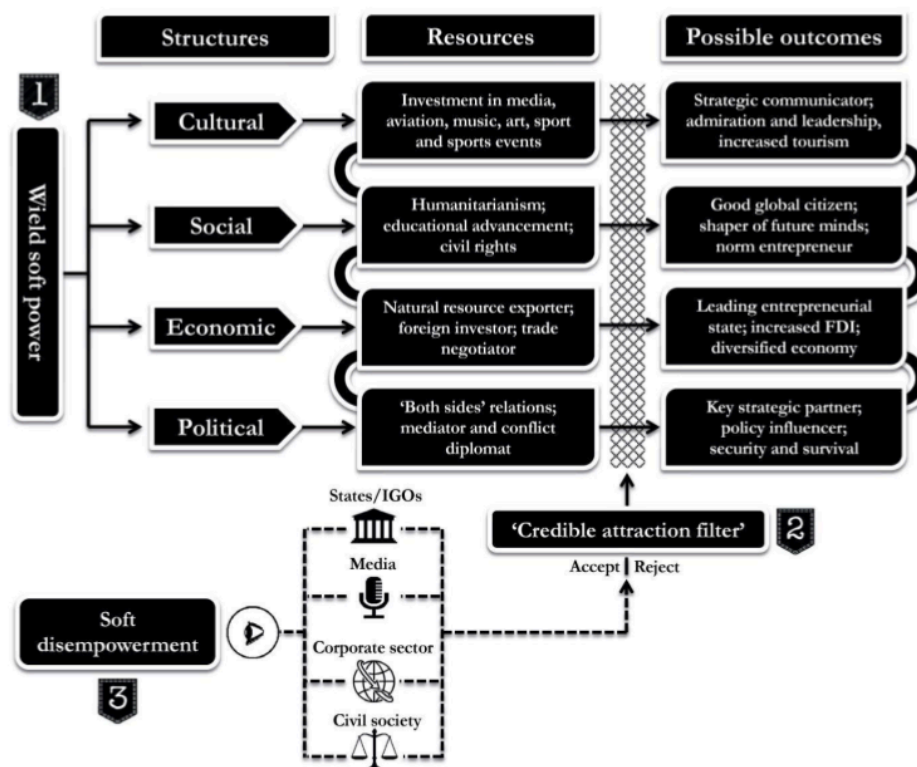 Structures
Resources
Possible outcomes
1
Wield soft power
Cultural
Investment in media,
aviation, music, art, sport
and sports events
Strategic communicator;
admiration and leadership,
increased tourism
Social
Humanitarianism;
educational advancement;
civil rights
Good global citizen;
shaper of future minds;
norm entrepreneur
Economic
Natural resource exporter;
foreign investor; trade
negotiator
Leading entrepreneurial
state; increased FDI;
diversified economy
Political
‘Both sides’ relations;
mediator and conflict
diplomat
Key strategic partner;
policy influencer;
security and survival
States/IGOs
‘Credible attraction filter’
2
Accept
Reject
Media
Soft
disempowerment
3
Corporate sector
Civil society